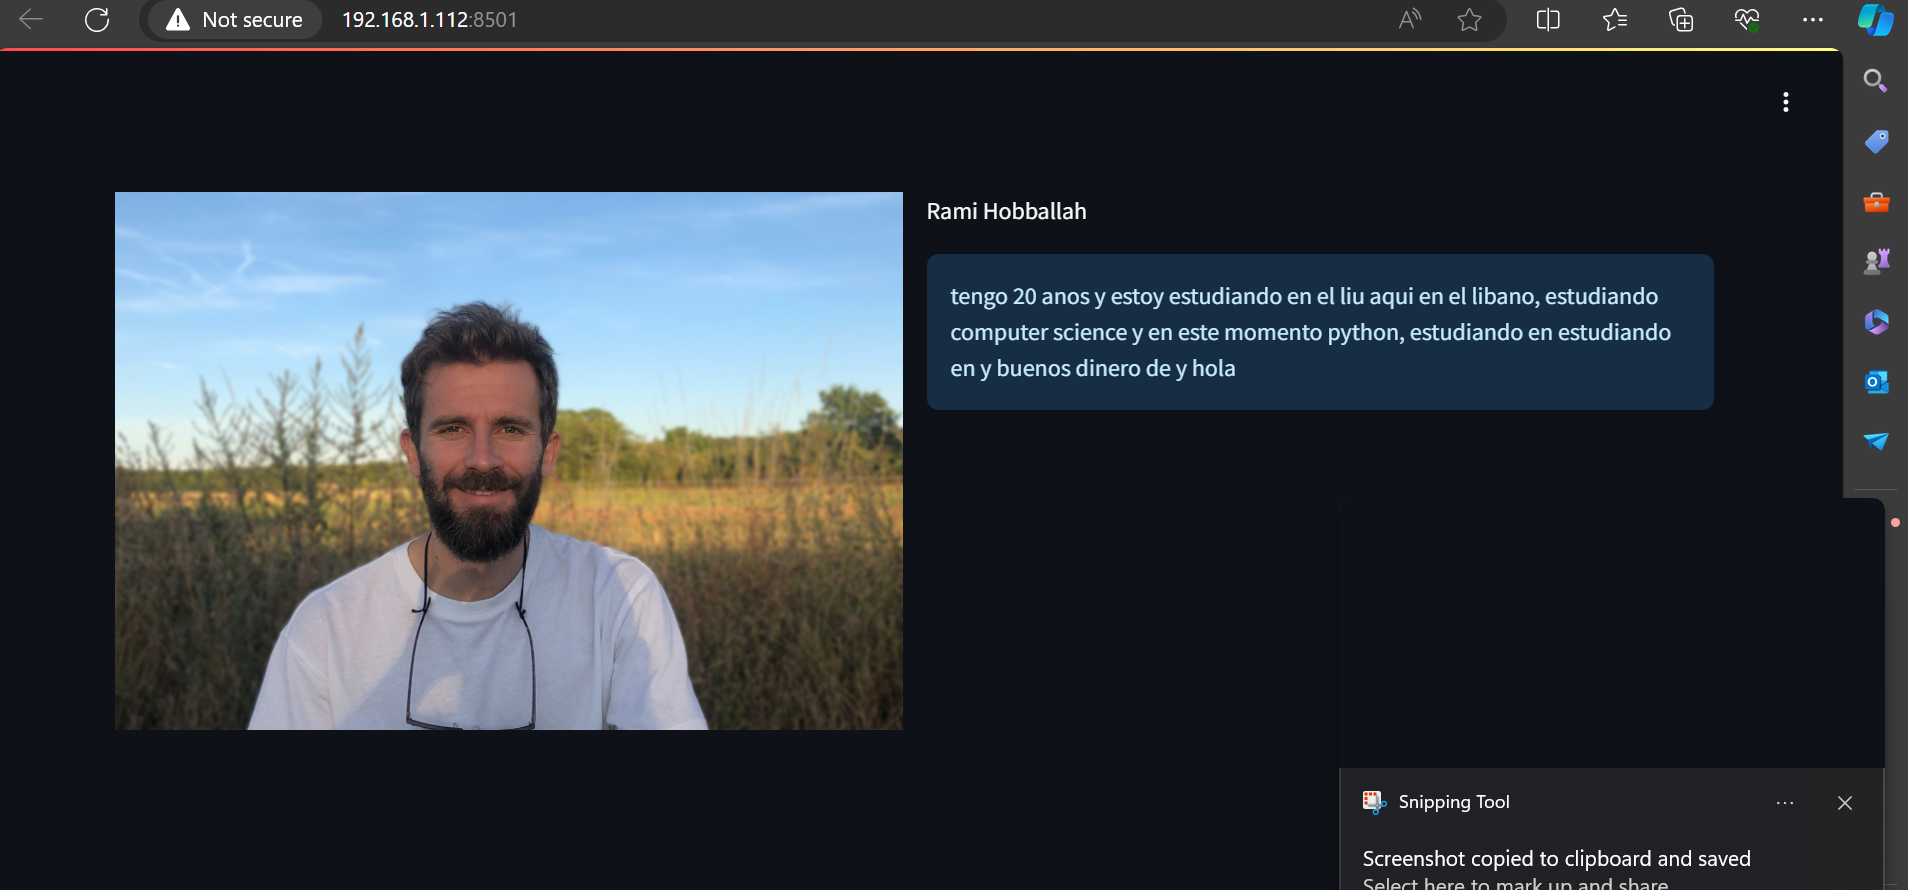 Not secure
192.168.1.112:8501
Rami Hobballah
tengo 20 anos y estoy estudiando en el liu aqui en el libano, estudiando
computer science y en este momento python, estudiando en estudiando
en y buenos dinero de y hola
Snipping Tool
Screenshot copied to clipboard and saved
Select here to mark up and share